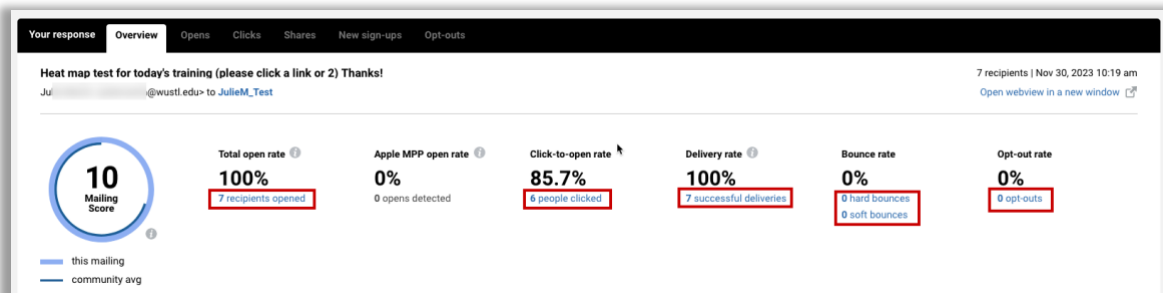 Your response Overview Opens Clicks Shares New sign-ups Opt-outs
Heat map test for today's training (please click a link or 2) Thanks!
7 recipients | Nov 30, 2023 10:19 am
@wustl.edu> to JulieM_Test
Open webview in a new window
10
Mailing
Score
Total open rate
100%
7 recipients opened
Apple MPP open rate
0%
0 opens detected
Click-to-open rate
85.7%
6 people clicked
Delivery rate
100%
7 successful deliveries
Bounce rate
0%
0 hard bounces
0 soft bounces
Opt-out rate
0%
0 opt-outs
this mailing
community avg